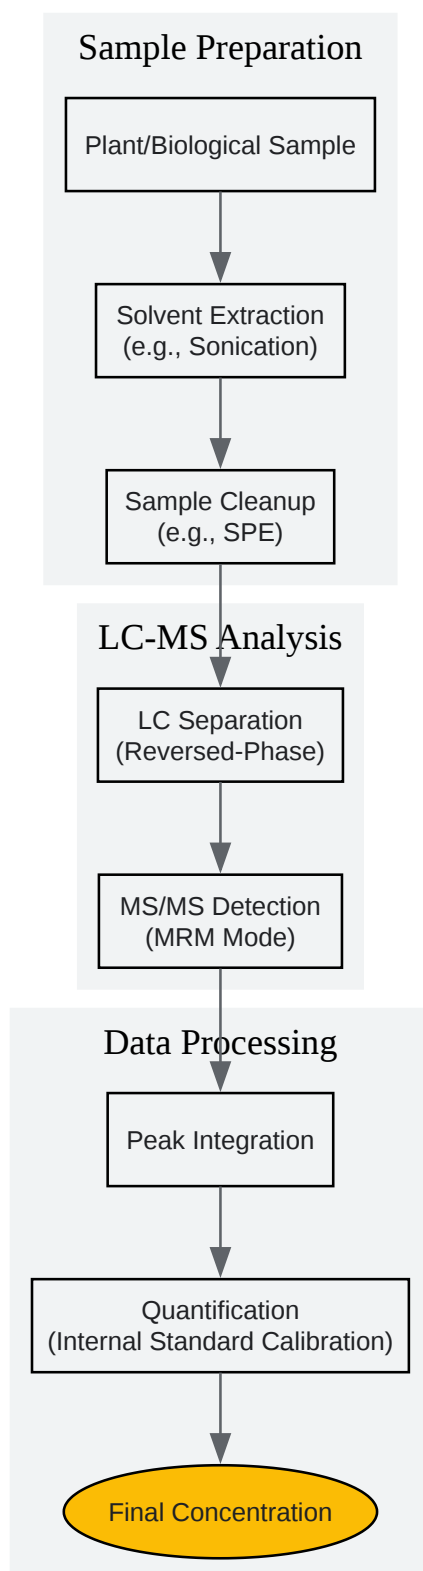 Sample Preparation
Plant/Biological Sample
Solvent Extraction
(e.g., Sonication)
Sample Cleanup
(e.g., SPE)
LC-MS Analysis
LC Separation
(Reversed-Phase)
MS/MS Detection
(MRM Mode)
Data Processing
Peak Integration
Quantification
(Internal Standard Calibration)
Final Concentration